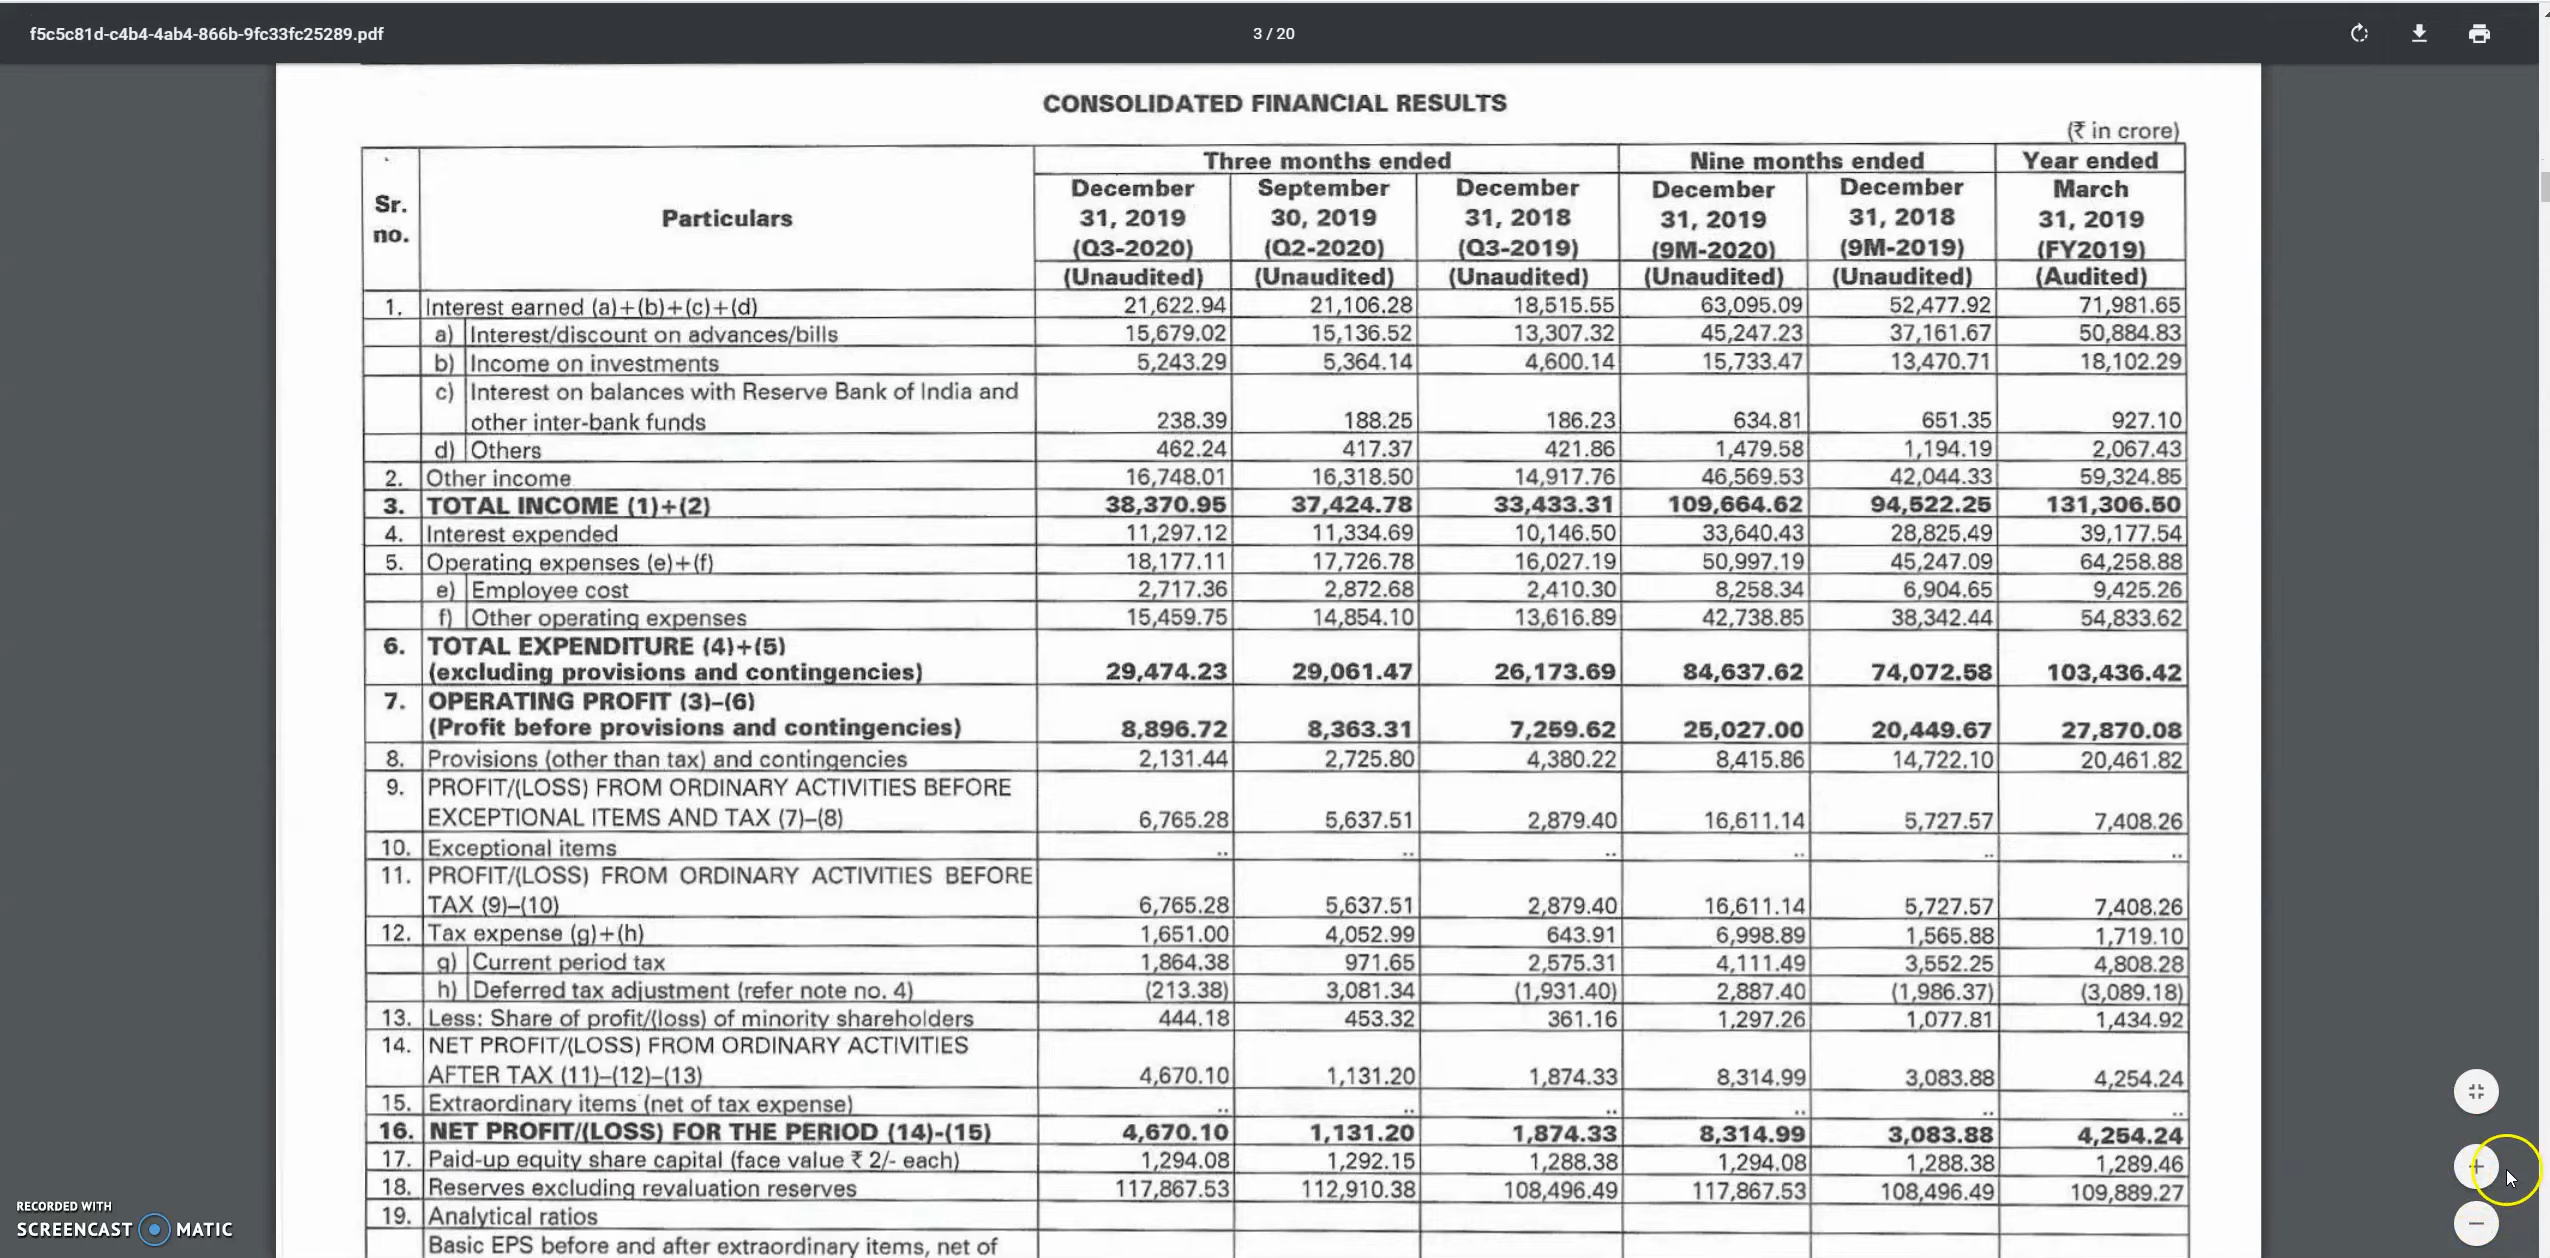 f5c5c81d-c4b4-4ab4-866b-9fc33fc25289.pdf 3 / 20
CONSOLIDATED FINANCIAL RESULTS
(₹ in crore)
Sr. no. Particulars Three months ended Nine months ended Year ended
December 31, 2019 (Q3-2020) September 30, 2019 (Q2-2020) December 31, 2018 (Q3-2019) December 31, 2019 (9M-2020) December 31, 2018 (9M-2019) March 31, 2019 (FY2019)
(Unaudited) (Unaudited) (Unaudited) (Unaudited) (Unaudited) (Audited)
1. Interest earned (a)+(b)+(c)+(d) 21,622.94 21,106.28 18,515.55 63,095.09 52,477.92 71,981.65
a) Interest/discount on advances/bills 15,679.02 15,136.52 13,307.32 45,247.23 37,161.67 50,884.83
b) Income on investments 5,243.29 5,364.14 4,600.14 15,733.47 13,470.71 18,102.29
c) Interest on balances with Reserve Bank of India and
other inter-bank funds 238.39 188.25 186.23 634.81 651.35 927.10
d) Others 462.24 417.37 421.86 1,479.58 1,194.19 2,067.43
2. Other income 16,748.01 16,318.50 14,917.76 46,569.53 42,044.33 59,324.85
3. TOTAL INCOME (1)+(2) 38,370.95 37,424.78 33,433.31 109,664.62 94,522.25 131,306.50
4. Interest expended 11,297.12 11,334.69 10,146.50 33,640.43 28,825.49 39,177.54
5. Operating expenses (e)+(f) 18,177.11 17,726.78 16,027.19 50,997.19 45,247.09 64,258.88
e) Employee cost 2,717.36 2,872.68 2,410.30 8,258.34 6,904.65 9,425.26
f) Other operating expenses 15,459.75 14,854.10 13,616.89 42,738.85 38,342.44 54,833.62
6. TOTAL EXPENDITURE (4)+(5)
(excluding provisions and contingencies) 29,474.23 29,061.47 26,173.69 84,637.62 74,072.58 103,436.42
7. OPERATING PROFIT (3)–(6)
(Profit before provisions and contingencies) 8,896.72 8,363.31 7,259.62 25,027.00 20,449.67 27,870.08
8. Provisions (other than tax) and contingencies 2,131.44 2,725.80 4,380.22 8,415.86 14,722.10 20,461.82
9. PROFIT/(LOSS) FROM ORDINARY ACTIVITIES BEFORE
EXCEPTIONAL ITEMS AND TAX (7)–(8) 6,765.28 5,637.51 2,879.40 16,611.14 5,727.57 7,408.26
10. Exceptional items .. .. .. .. .. ..
11. PROFIT/(LOSS) FROM ORDINARY ACTIVITIES BEFORE
TAX (9)–(10) 6,765.28 5,637.51 2,879.40 16,611.14 5,727.57 7,408.26
12. Tax expense (g)+(h) 1,651.00 4,052.99 643.91 6,998.89 1,565.88 1,719.10
g) Current period tax 1,864.38 971.65 2,575.31 4,111.49 3,552.25 4,808.28
h) Deferred tax adjustment (refer note no. 4) (213.38) 3,081.34 (1,931.40) 2,887.40 (1,986.37) (3,089.18)
13. Less: Share of profit/(loss) of minority shareholders 444.18 453.32 361.16 1,297.26 1,077.81 1,434.92
14. NET PROFIT/(LOSS) FROM ORDINARY ACTIVITIES
AFTER TAX (11)–(12)–(13) 4,670.10 1,131.20 1,874.33 8,314.99 3,083.88 4,254.24
15. Extraordinary items (net of tax expense) .. .. .. .. .. ..
16. NET PROFIT/(LOSS) FOR THE PERIOD (14)-(15) 4,670.10 1,131.20 1,874.33 8,314.99 3,083.88 4,254.24
17. Paid-up equity share capital (face value ₹ 2/- each) 1,294.08 1,292.15 1,288.38 1,294.08 1,288.38 1,289.46
18. Reserves excluding revaluation reserves 117,867.53 112,910.38 108,496.49 117,867.53 108,496.49 109,889.27
19. Analytical ratios
Basic EPS before and after extraordinary items, net of
RECORDED WITH
SCREENCAST MATIC